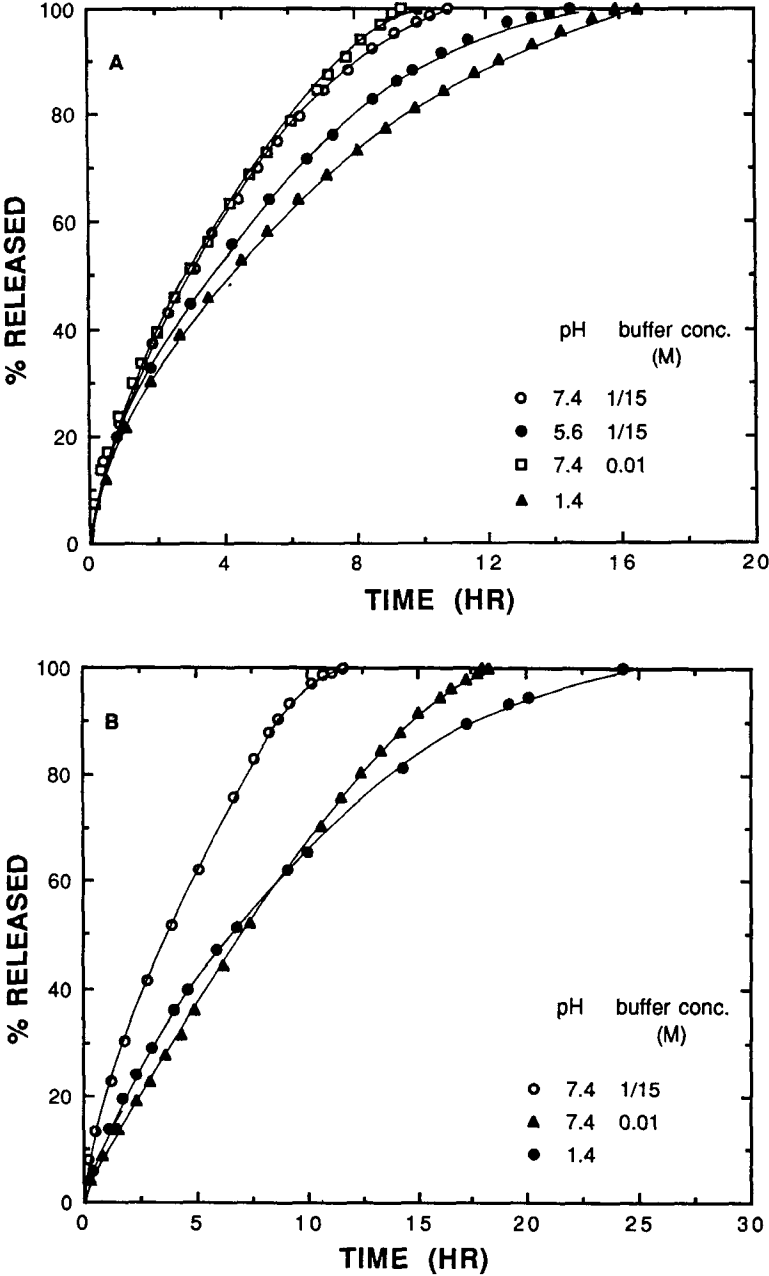 100
A
80
60
40
20
0
% RELEASED
pH buffer conc.
(M)
7.4 1/15
5.6 1/15
7.4 0.01
1.4
0 4 8 12 16 20
TIME (HR)
100
B
80
60
40
20
0
% RELEASED
pH buffer conc.
(M)
7.4 1/15
7.4 0.01
1.4
0 5 10 15 20 25 30
TIME (HR)